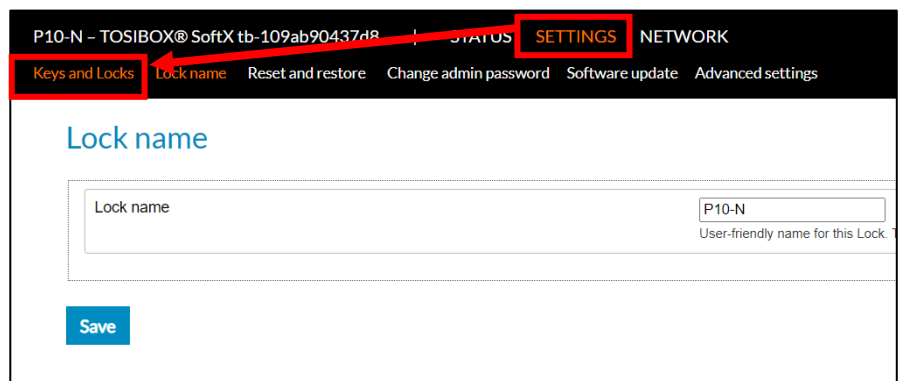 P10-N – TOSIBOX® SoftX tb-109ab90437d8 | STATUS SETTINGS NETWORK
Keys and Locks Lock name Reset and restore Change admin password Software update Advanced settings
Lock name
Lock name P10-N
User-friendly name for this Lock.
Save